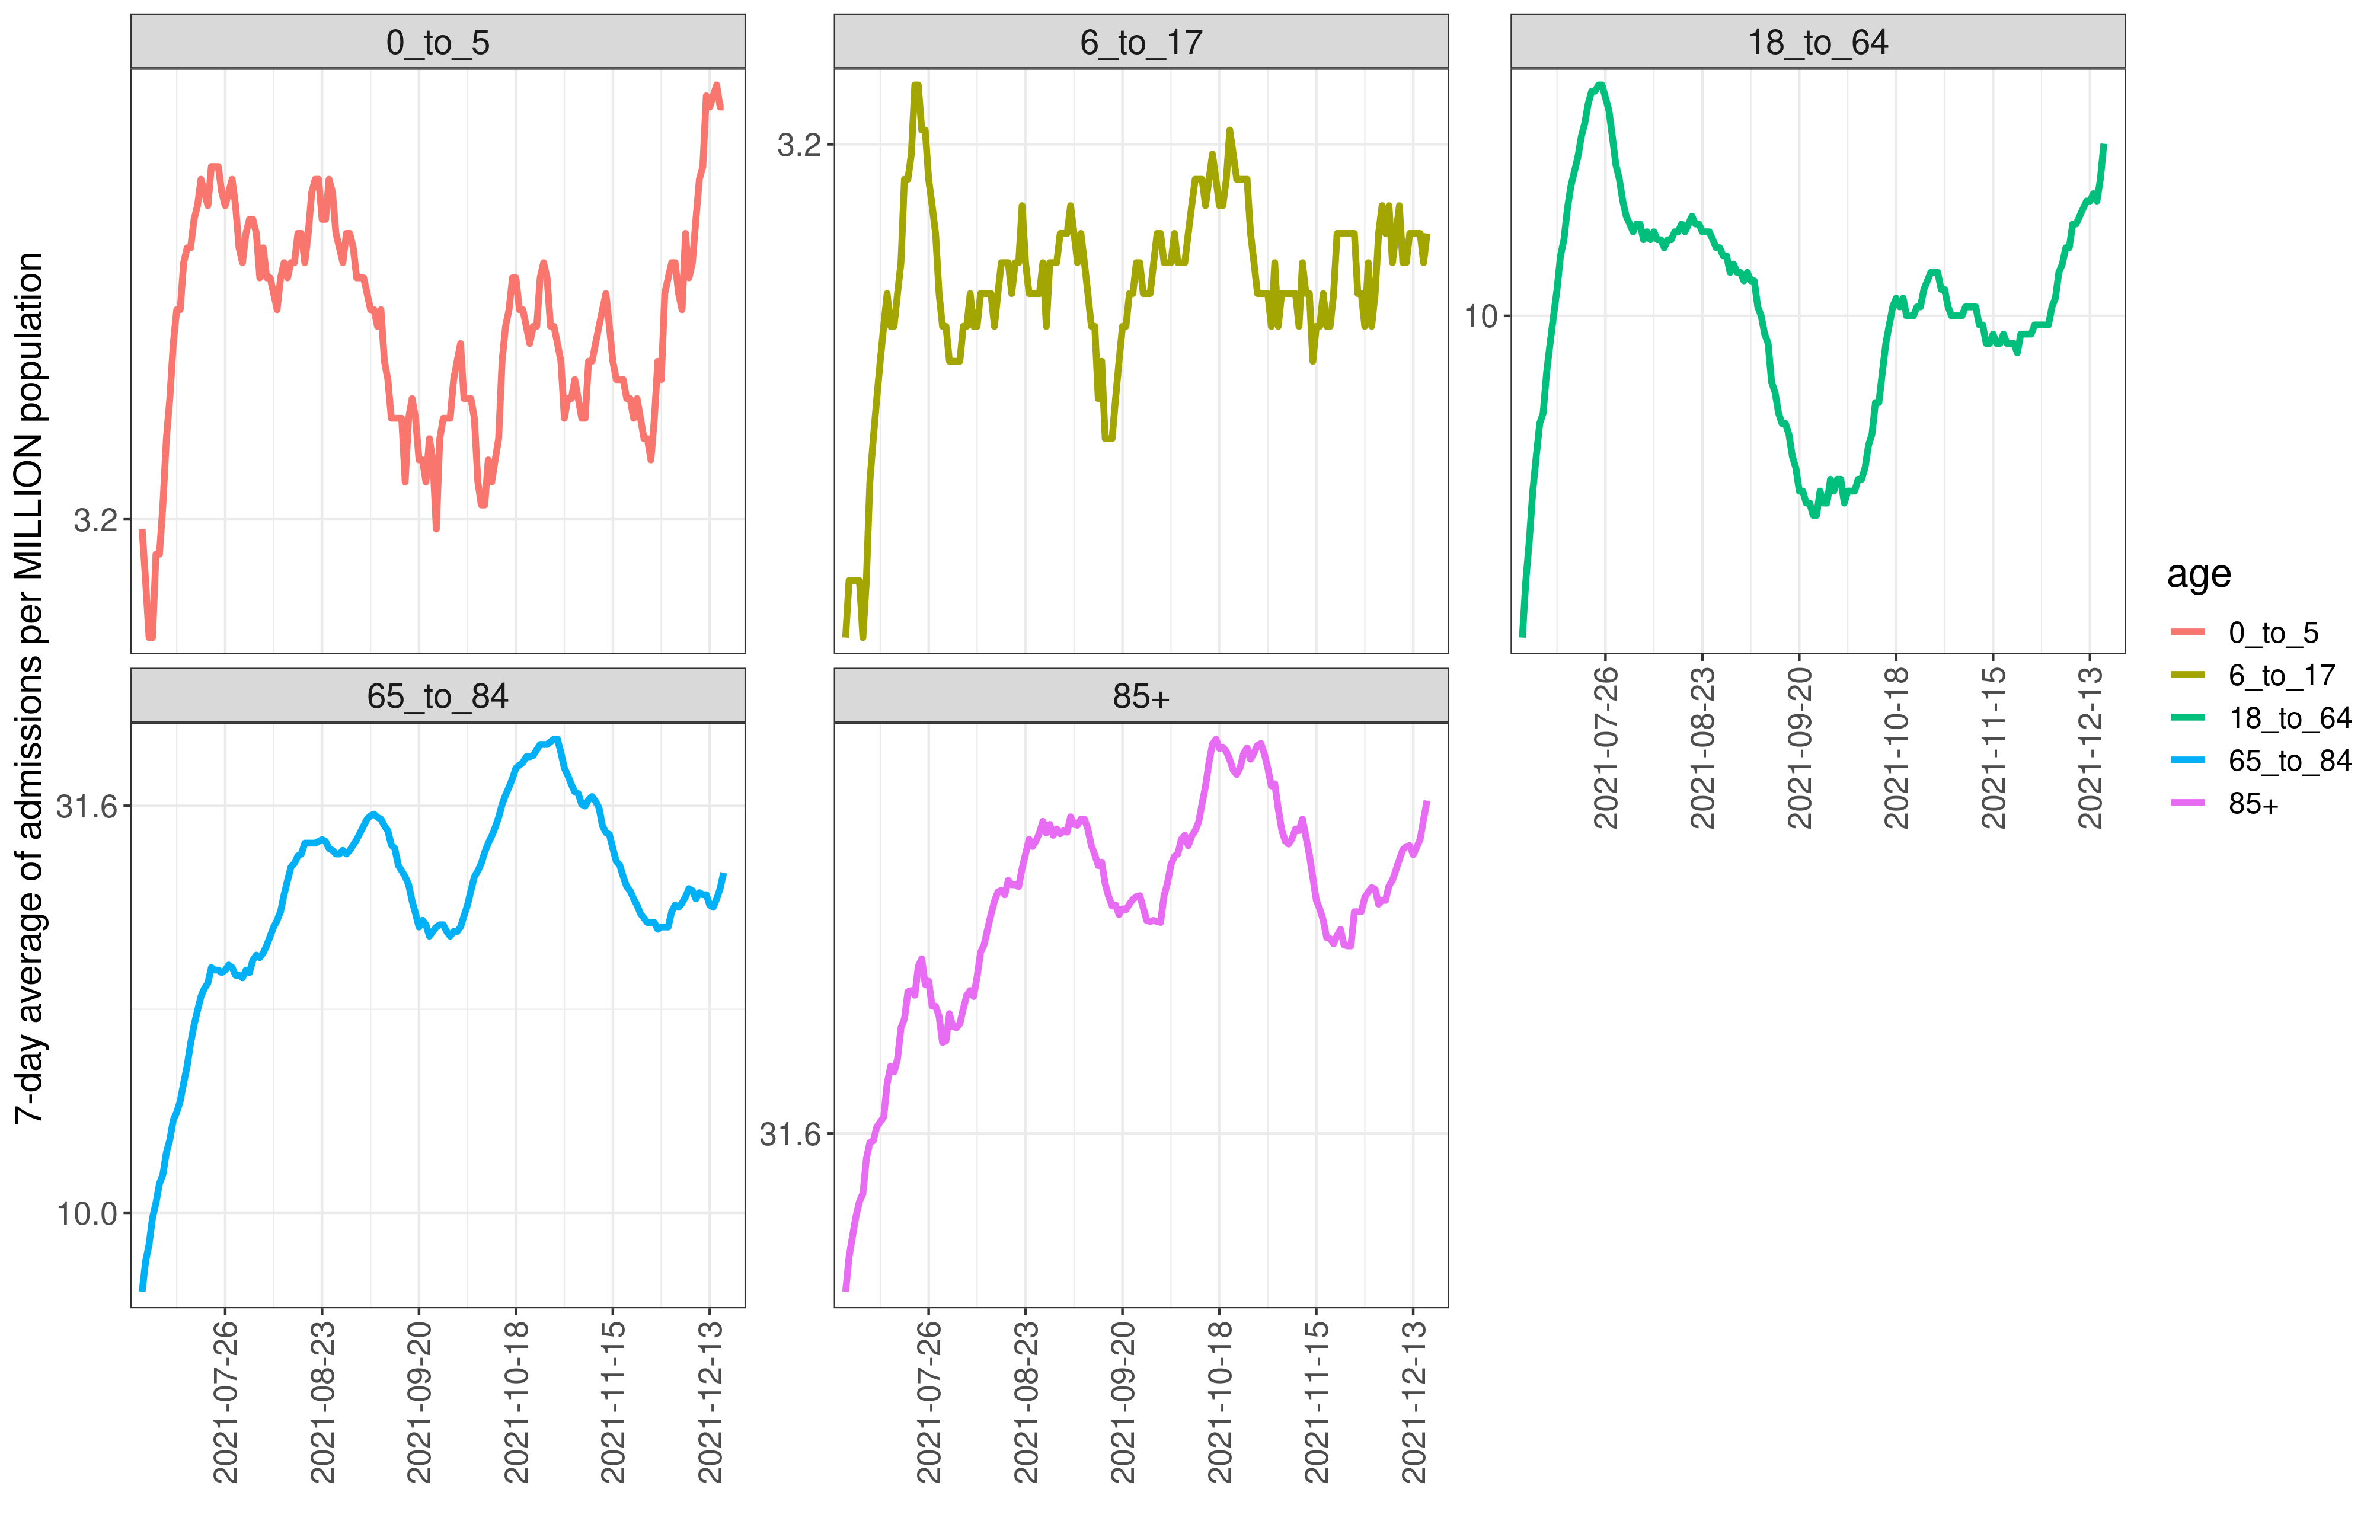 0_to_5
6_to_17
18_to_64
7-day average of admissions per MILLION population
3.2
3.2
10
2021-07-26
2021-08-23
2021-09-20
2021-10-18
2021-11-15
2021-12-13
65_to_84
85+
31.6
10.0
31.6
2021-07-26
2021-08-23
2021-09-20
2021-10-18
2021-11-15
2021-12-13
2021-07-26
2021-08-23
2021-09-20
2021-10-18
2021-11-15
2021-12-13
age
0_to_5
6_to_17
18_to_64
65_to_84
85+